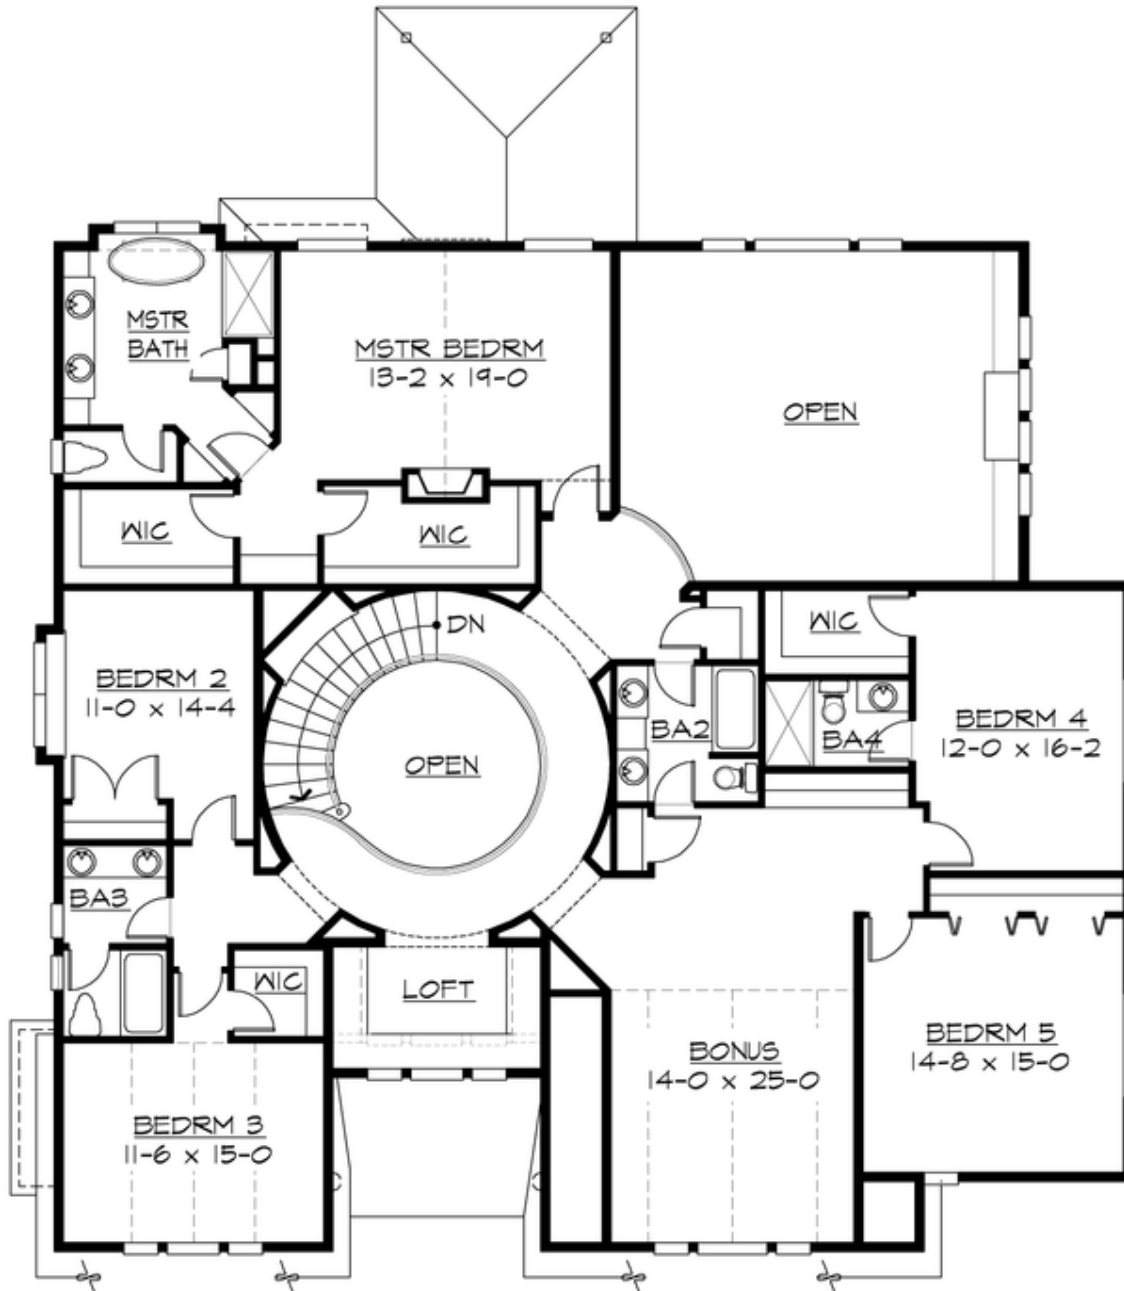 MSTR
BATH
MSTR BEDRM
13-2 x 19-0
OPEN
WIC
WIC
DN
WIC
BEDRM 2
11-0 x 14-4
OPEN
BA2
BA4
BEDRM 4
12-0 x 16-2
BA3
WIC
LOFT
BONUS
14-0 x 25-0
BEDRM 5
14-8 x 15-0
BEDRM 3
11-6 x 15-0